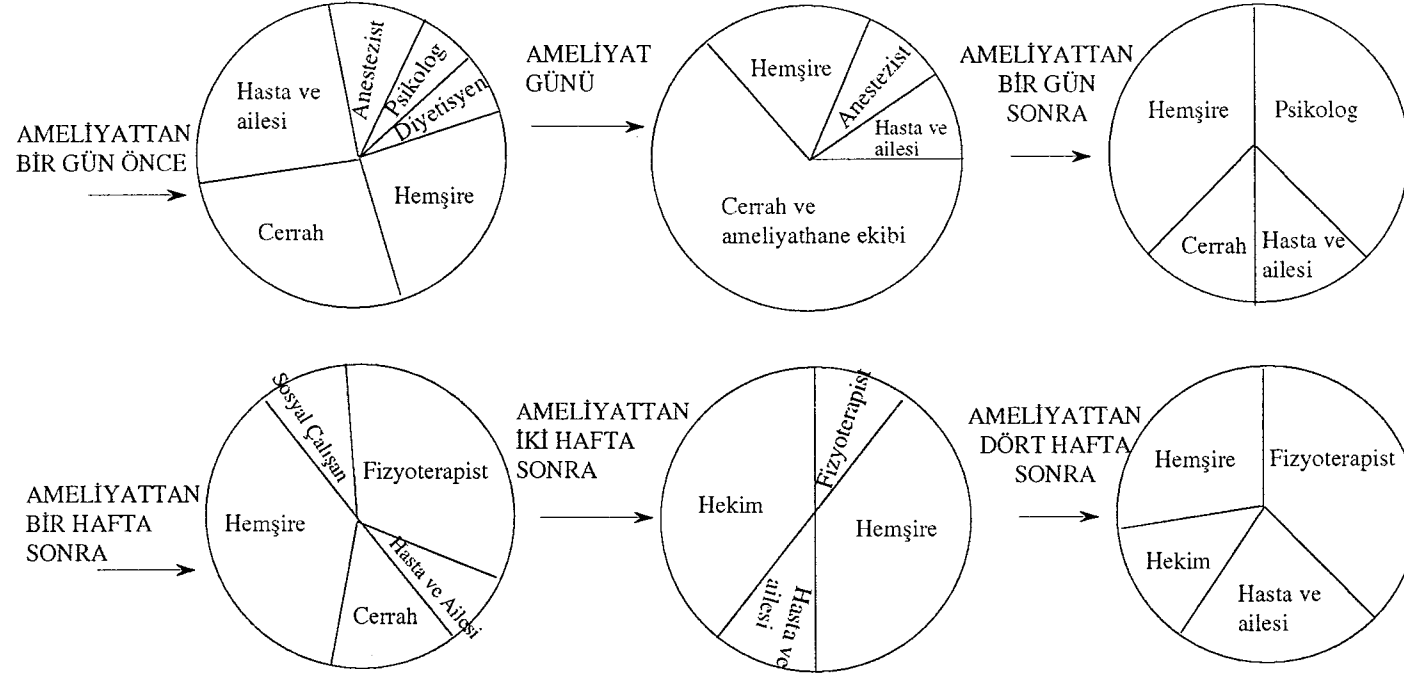 AMELİYATTAN
BİR GÜN ÖNCE
Hasta ve
ailesi
Anestezist
Psikolog
Diyetisyen
Hemşire
Cerrah
AMELİYAT
GÜNÜ
Hemşire
Anestezist
Hasta ve
ailesi
Cerrah ve
ameliyathane ekibi
AMELİYATTAN
BİR GÜN
SONRA
Hemşire
Psikolog
Cerrah
Hasta ve
ailesi
AMELİYATTAN
BİR HAFTA
SONRA
Sosyal Çalışan
Fizyoterapist
Hemşire
Hasta ve Ailesi
Cerrah
AMELİYATTAN
İKİ HAFTA
SONRA
Fizyoterapist
Hekim
Hemşire
Hasta ve
ailesi
AMELİYATTAN
DÖRT HAFTA
SONRA
Hemşire
Fizyoterapist
Hekim
Hasta ve
ailesi